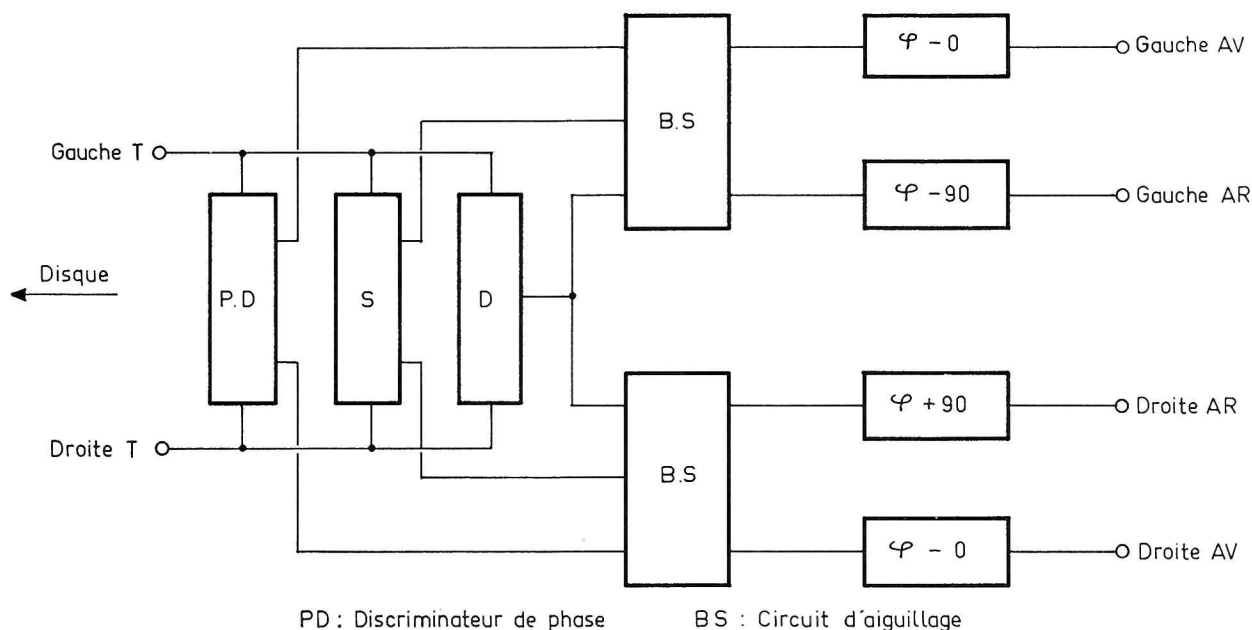 φ - 0
Gauche AV
B.S
Gauche T
φ - 90
Gauche AR
Disque
P.D
S
D
φ + 90
Droite AR
Droite T
B.S
φ - 0
Droite AV
PD : Discriminateur de phase
BS : Circuit d'aiguillage